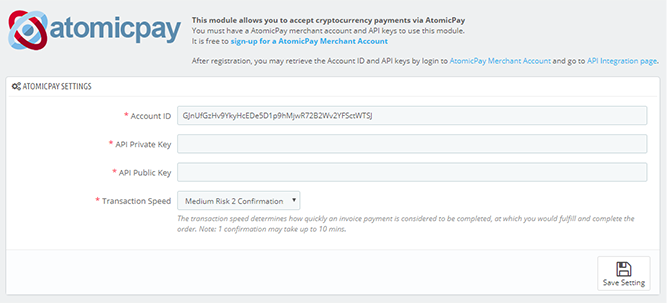 atomicpay
This module allows you to accept cryptocurrency payments via AtomicPay
You must have a AtomicPay merchant account and API keys to use this module.
It is free to sign-up for a AtomicPay Merchant Account
After registration, you may retrieve the Account ID and API keys by login to AtomicPay Merchant Account and go to API Integration page.
ATOMICPAY SETTINGS
* Account ID
GJnUfGzHv9YkyHcEDe5D1p9hMjwR72B2Wv2YFSctWTSJ
* API Private Key
* API Public Key
* Transaction Speed
Medium Risk 2 Confirmation
The transaction speed determines how quickly an invoice payment is considered to be completed, at which you would fulfill and complete the
order. Note: 1 confirmation may take up to 10 mins.
Save Setting